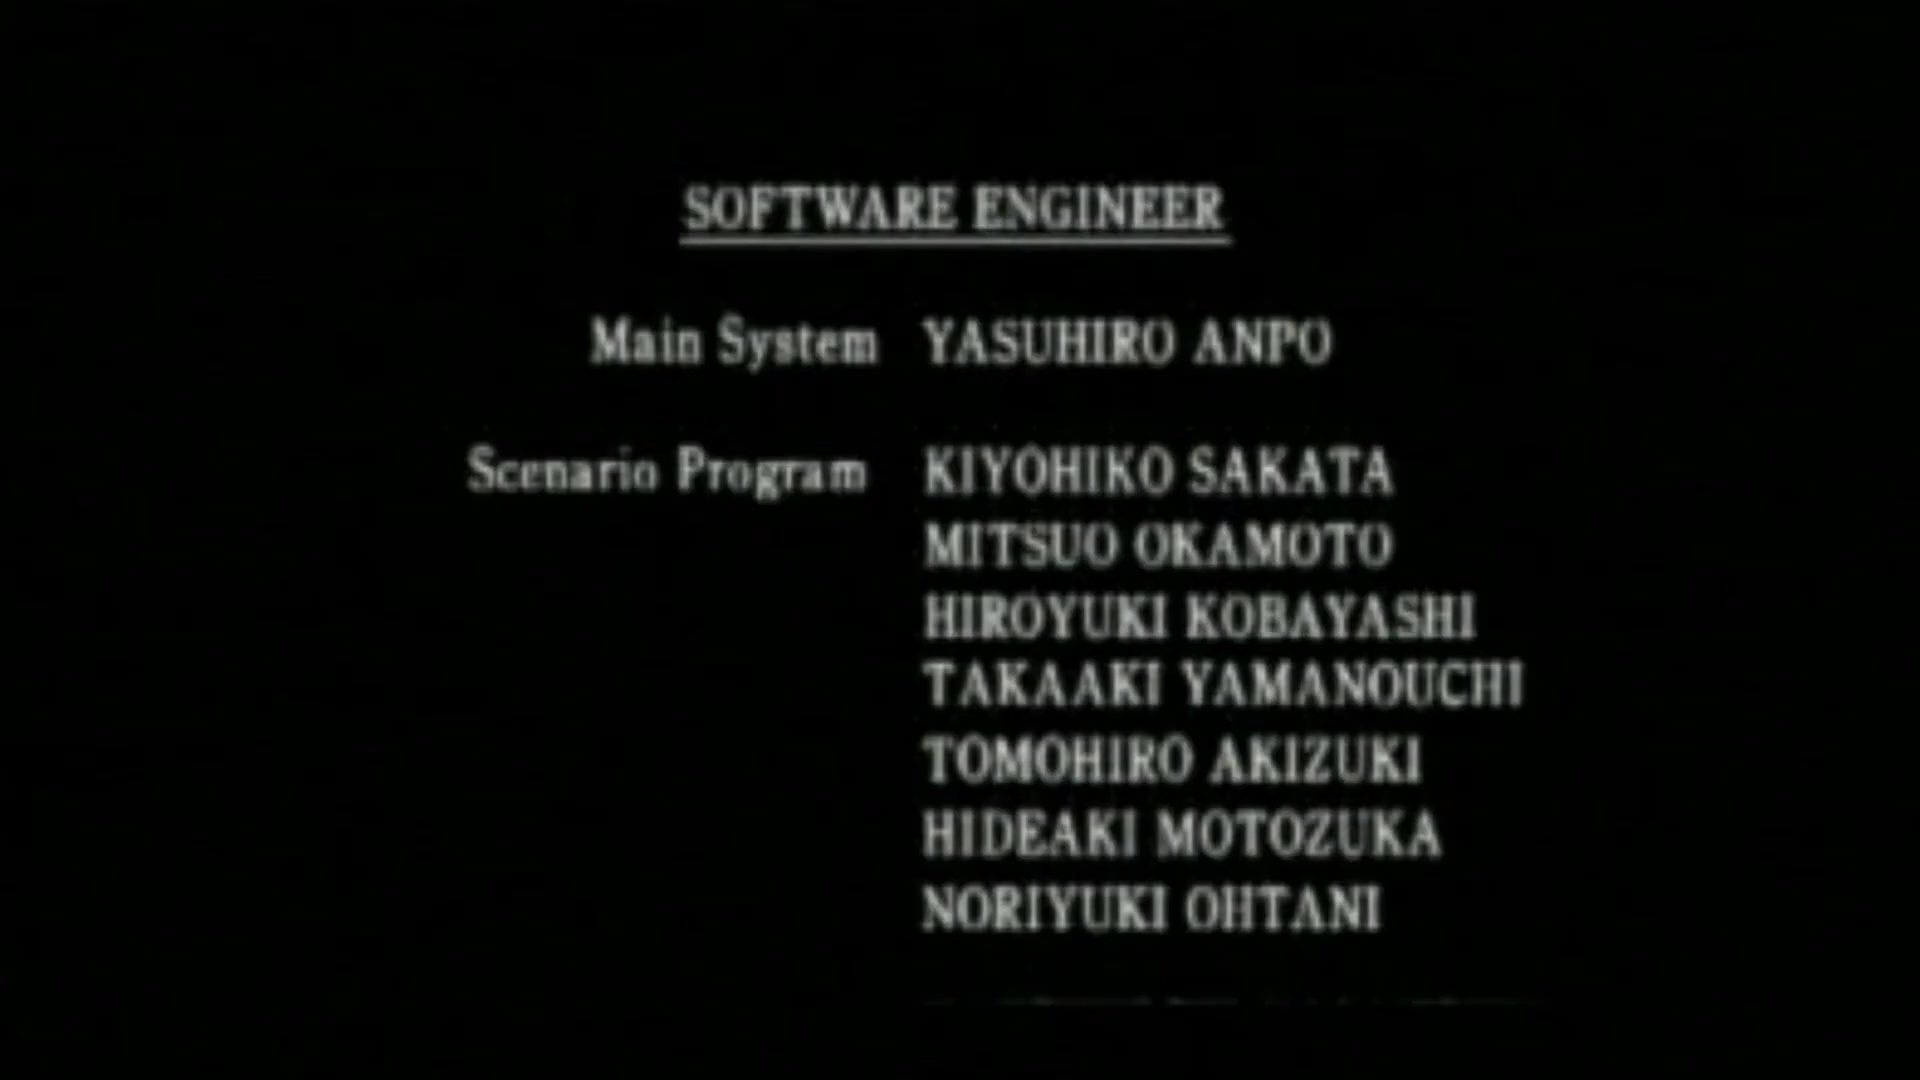 SOFTWARE ENGINEER
Main System YASUHIRO ANPO
Scenario Program KIYOHIKO SAKATA
MITSUO OKAMOTO
HIROYUKI KOBAYASHI
TAKAAKI YAMANOUCHI
TOMOHIRO AKIZUKI
HIDEAKI MOTOZUKA
NORIYUKI OHTANI